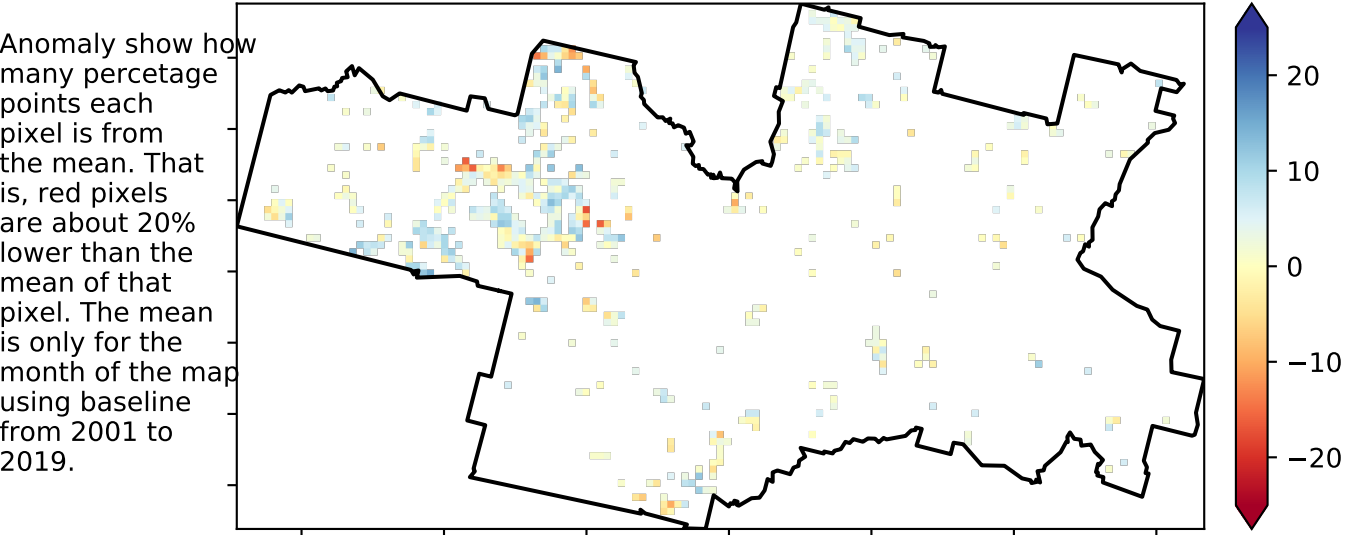 Anomaly show how
many percetage
points each
pixel is from
the mean. That
is, red pixels
are about 20%
lower than the
mean of that
pixel. The mean
is only for the
month of the map
using baseline
from 2001 to
2019.
20
10
0
−10
−20